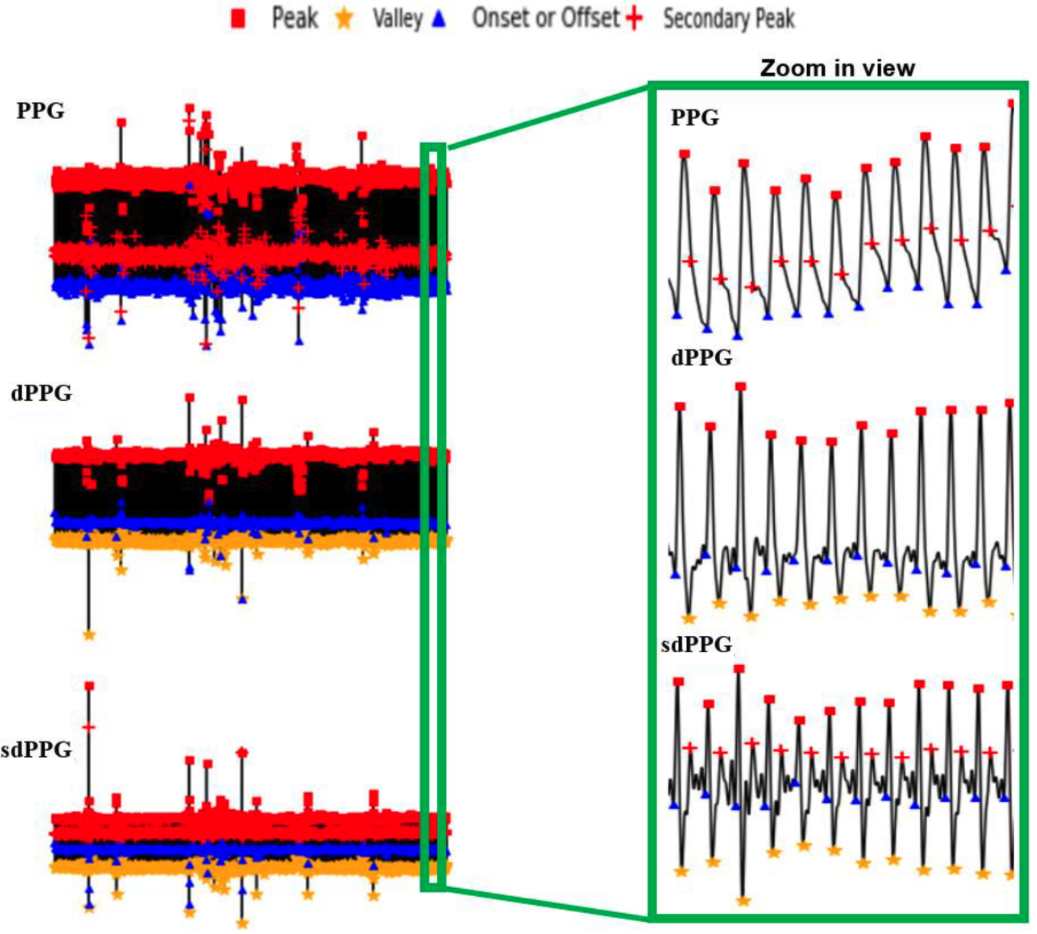 Peak Valley Onset or Offset Secondary Peak
Zoom in view
PPG
PPG
dPPG
dPPG
sdPPG
sdPPG